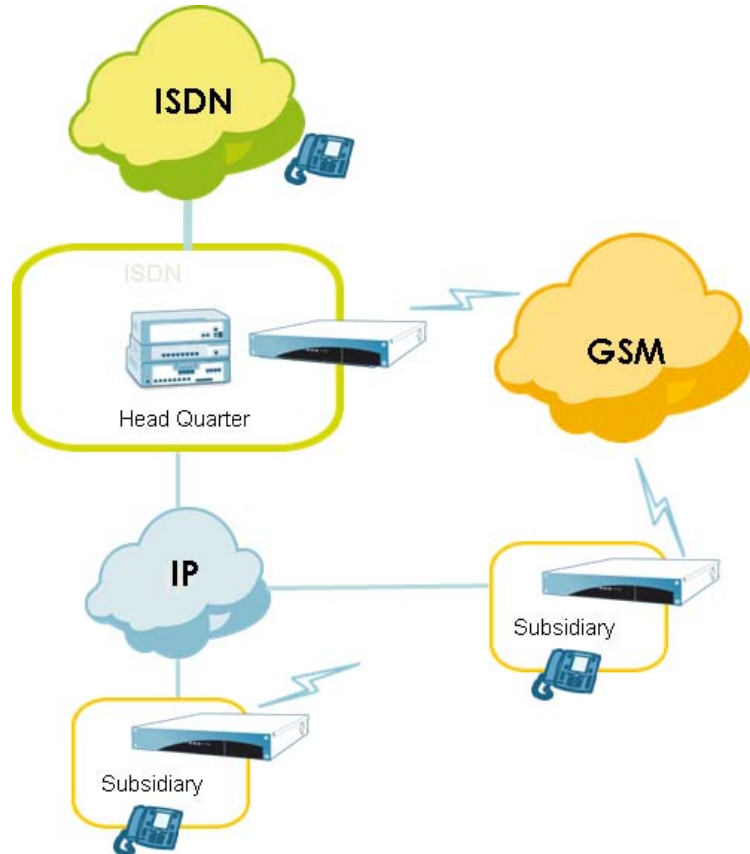 ISDN
ISDN
Head Quarter
GSM
IP
Subsidiary
Subsidiary